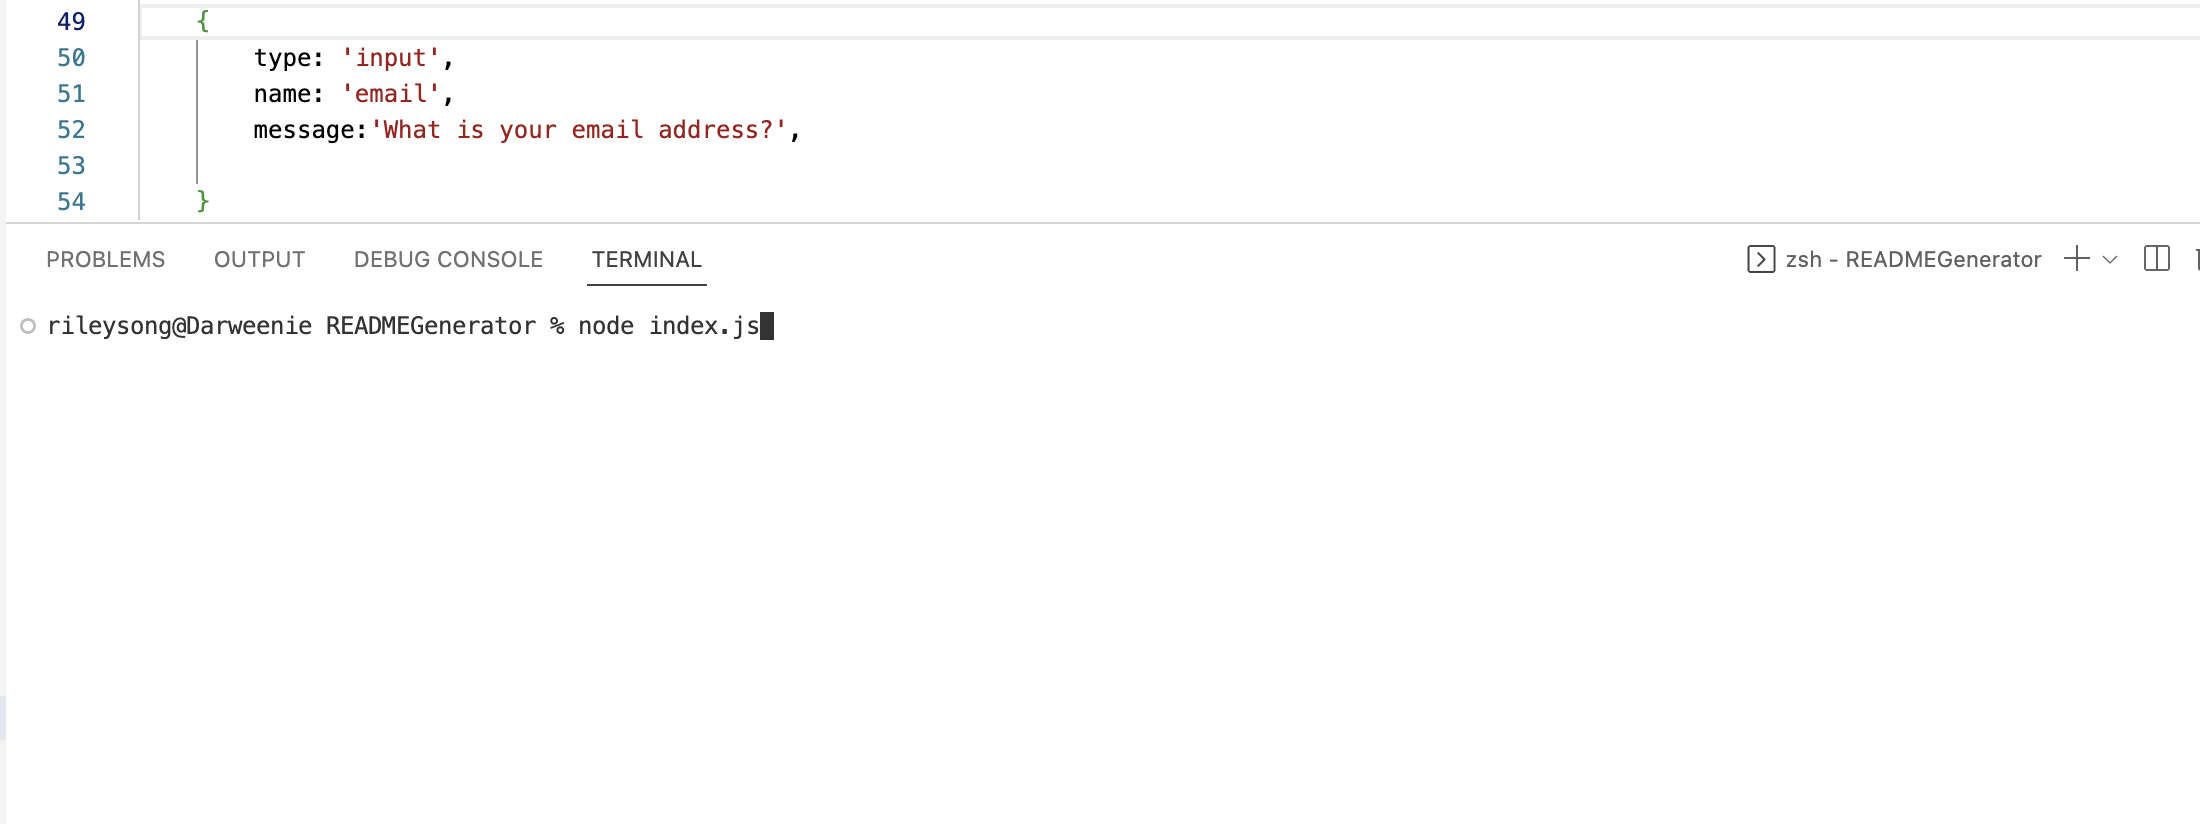 49 {
50 type: 'input',
51 name: 'email',
52 message:'What is your email address?',
53
54 }
PROBLEMS OUTPUT DEBUG CONSOLE TERMINAL zsh - READMEGenerator
rileysong@Darweenie READMEGenerator % node index.js